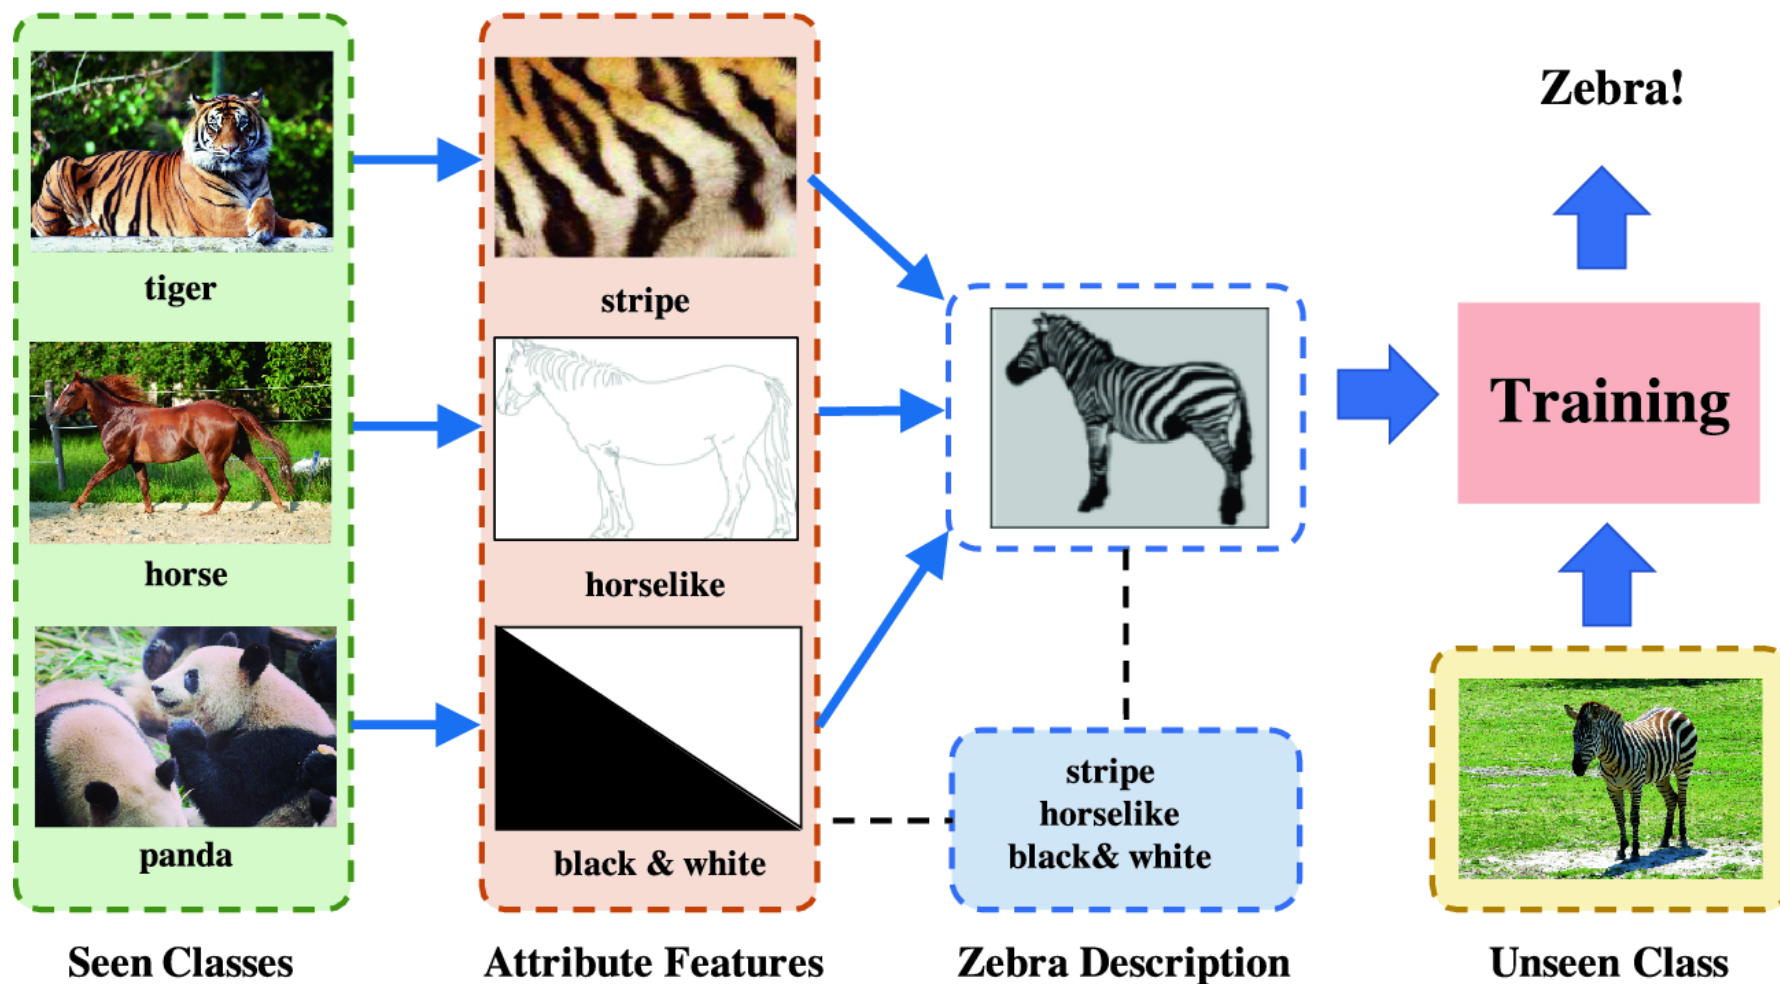 tiger
horse
panda
Seen Classes
stripe
horselike
black & white
Attribute Features
stripe
horselike
black& white
Zebra Description
Zebra!
Training
Unseen Class